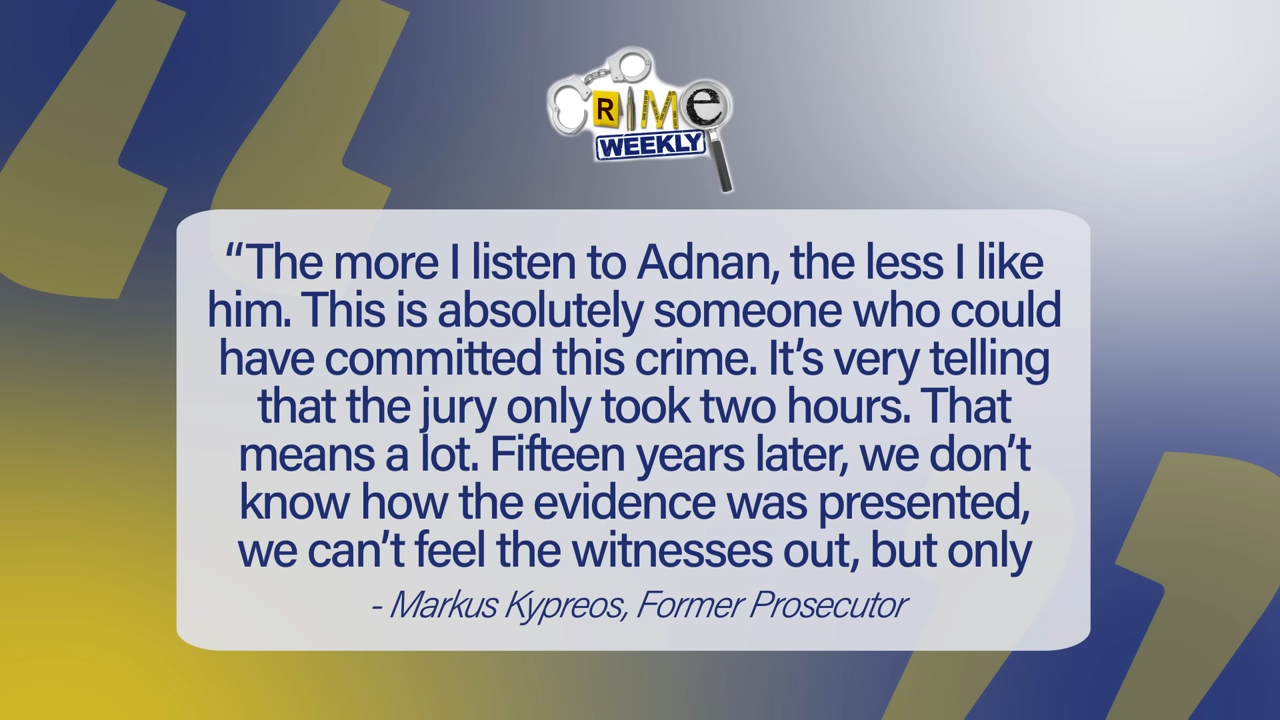 CRIME
WEEKLY
“The more I listen to Adnan, the less I like
him. This is absolutely someone who could
have committed this crime. It’s very telling
that the jury only took two hours. That
means a lot. Fifteen years later, we don’t
know how the evidence was presented,
we can’t feel the witnesses out, but only
- Markus Kypreos, Former Prosecutor